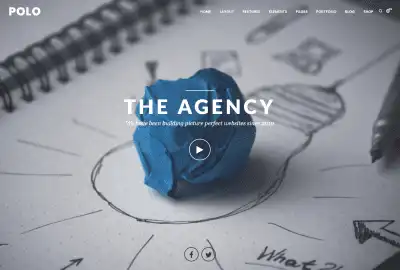 POLO
HOME LAYOUT FEATURES ELEMENTS PAGES PORTFOLIO BLOG SHOP
THE AGENCY
We have been building picture perfect websites since
What?